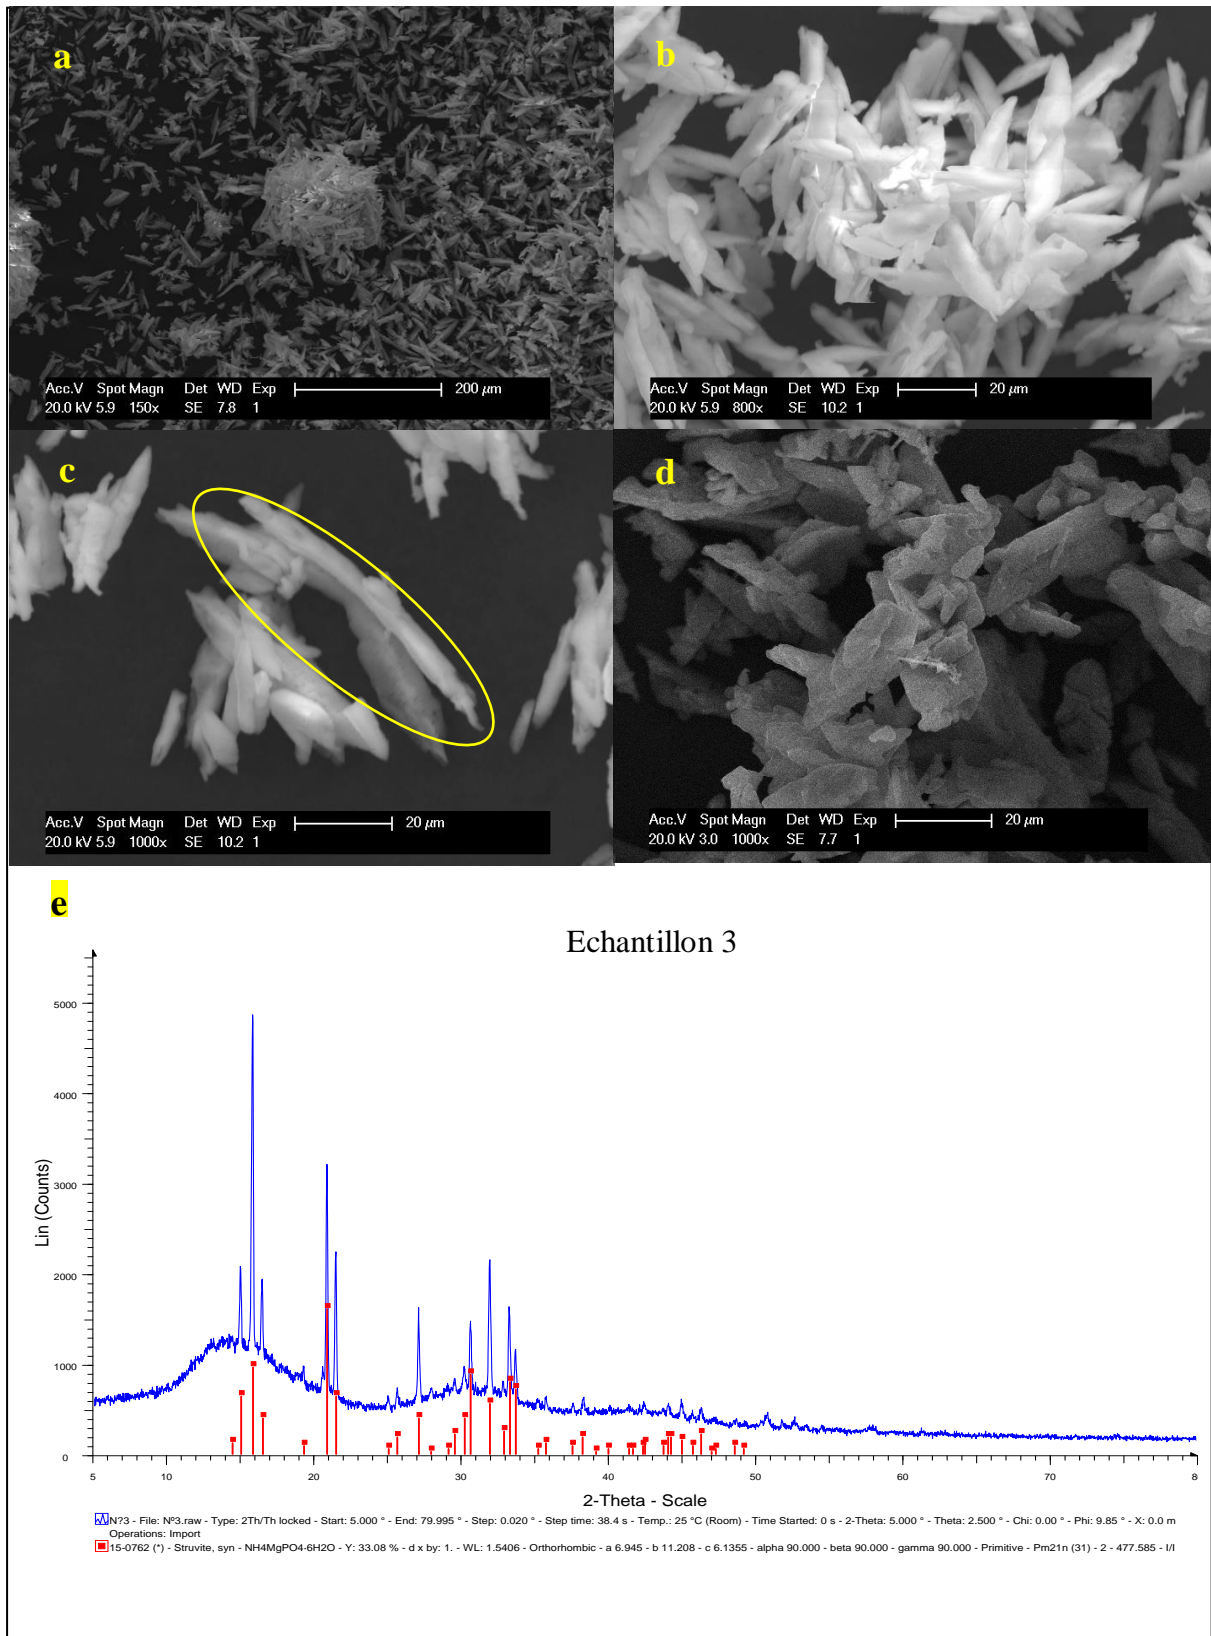 a
b
Acc.V Spot Magn Det WD Exp 200 µm
20.0 kV 5.9 150x SE 7.8 1
Acc.V Spot Magn Det WD Exp 20 µm
20.0 kV 5.9 800x SE 10.2 1
c
d
Acc.V Spot Magn Det WD Exp 20 µm
20.0 kV 5.9 1000x SE 10.2 1
Acc.V Spot Magn Det WD Exp 20 µm
20.0 kV 3.0 1000x SE 7.7 1
e
Echantillon 3
Lin (Counts)
5000
4000
3000
2000
1000
0
5 10 20 30 40 50 60 70 8
2-Theta - Scale
N?3 - File: Nº3.raw - Type: 2Th/Th locked - Start: 5.000 ° - End: 79.995 ° - Step: 0.020 ° - Step time: 38.4 s - Temp.: 25 °C (Room) - Time Started: 0 s - 2-Theta: 5.000 ° - Theta: 2.500 ° - Chi: 0.00 ° - Phi: 9.85 ° - X: 0.0 m
Operations: Import
15-0762 (*) - Struvite, syn - NH4MgPO4·6H2O - Y: 33.08 % - d x by: 1. - WL: 1.5406 - Orthorhombic - a 6.945 - b 11.208 - c 6.1355 - alpha 90.000 - beta 90.000 - gamma 90.000 - Primitive - Pm21n (31) - 2 - 477.585 - I/I